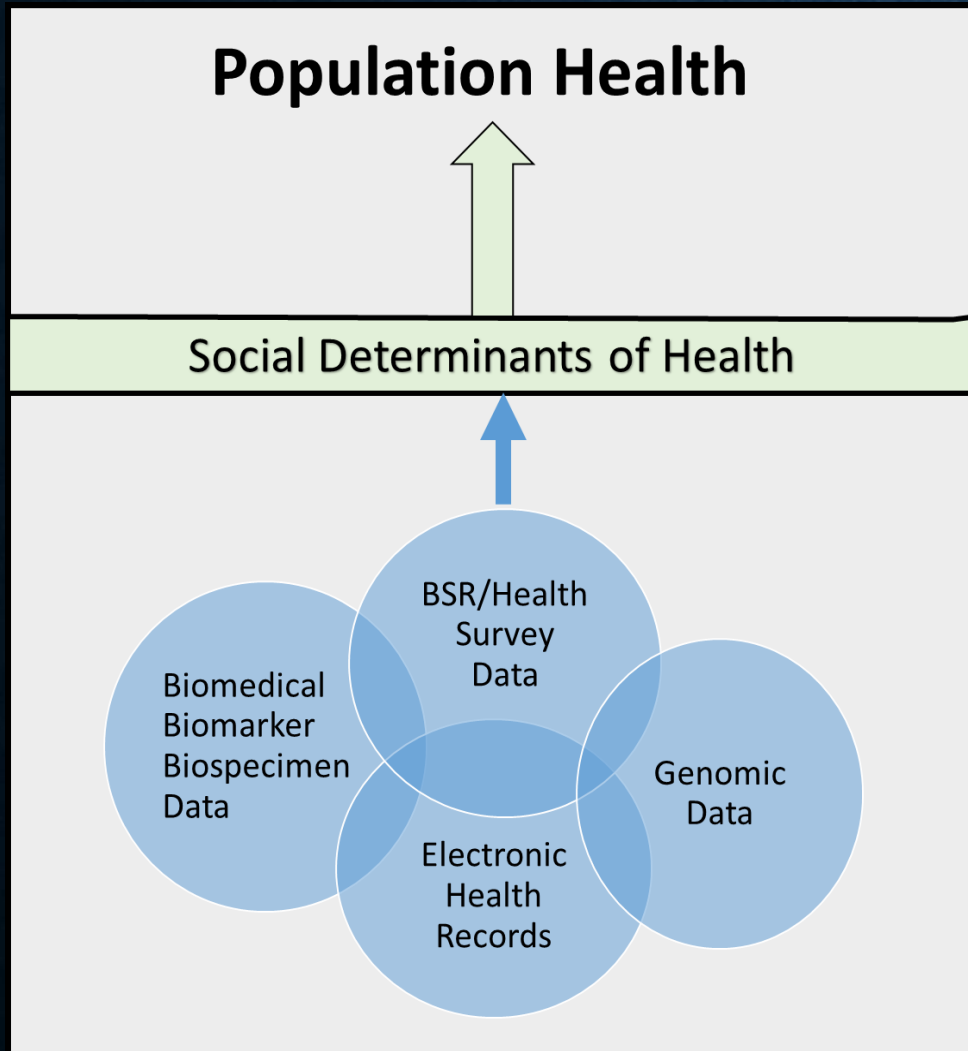 Population Health
Social Determinants of Health
BSR/Health
Survey
Data
Biomedical
Biomarker
Biospecimen
Data
Genomic
Data
Electronic
Health
Records